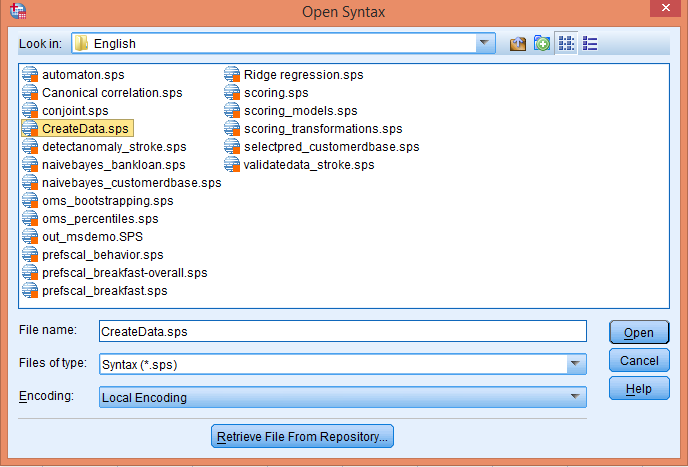 Open Syntax
x
Look in: English
automaton.sps
Canonical correlation.sps
conjoint.sps
CreateData.sps
detectanomaly_stroke.sps
naivebayes_bankloan.sps
naivebayes_customerdbase.sps
oms_bootstrapping.sps
oms_percentiles.sps
out_msdemo.SPS
prefscal_behavior.sps
prefscal_breakfast-overall.sps
prefscal_breakfast.sps
Ridge regression.sps
scoring.sps
scoring_models.sps
scoring_transformations.sps
selectpred_customerdbase.sps
validatedata_stroke.sps
File name: CreateData.sps
Open
Files of type: Syntax (*.sps)
Cancel
Encoding: Local Encoding
Help
Retrieve File From Repository...